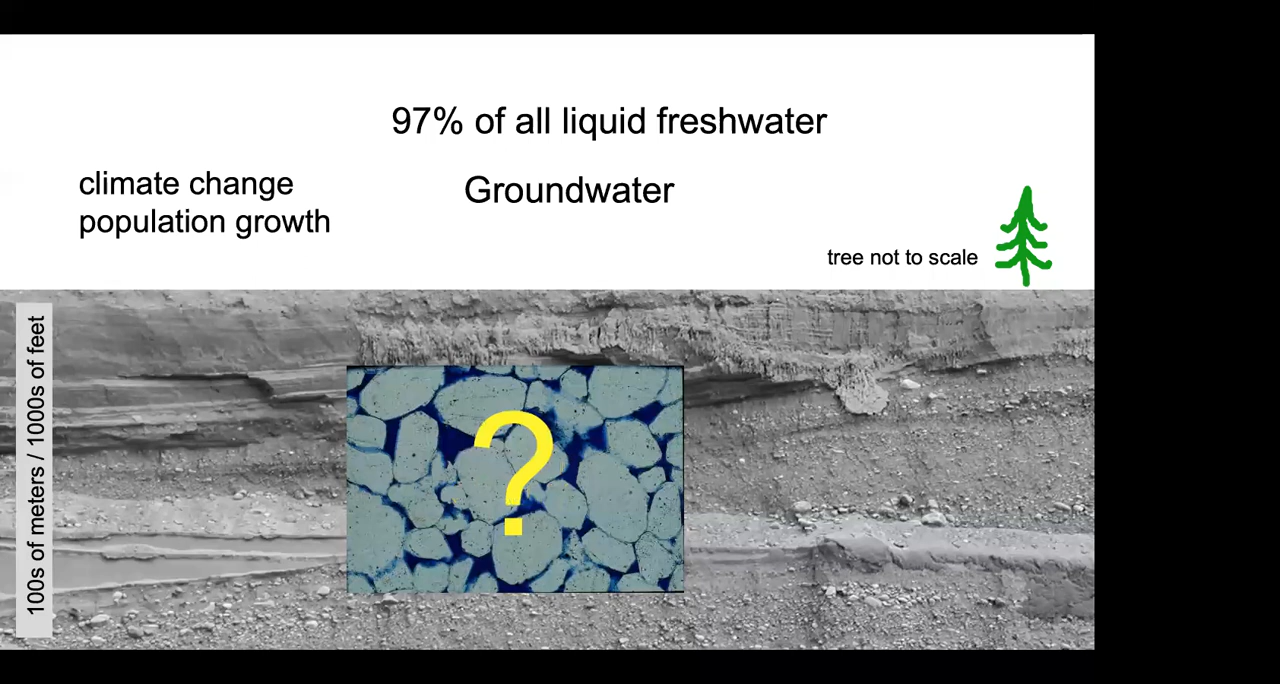 97% of all liquid freshwater
climate change
population growth
Groundwater
tree not to scale
100s of meters / 1000s of feet
?